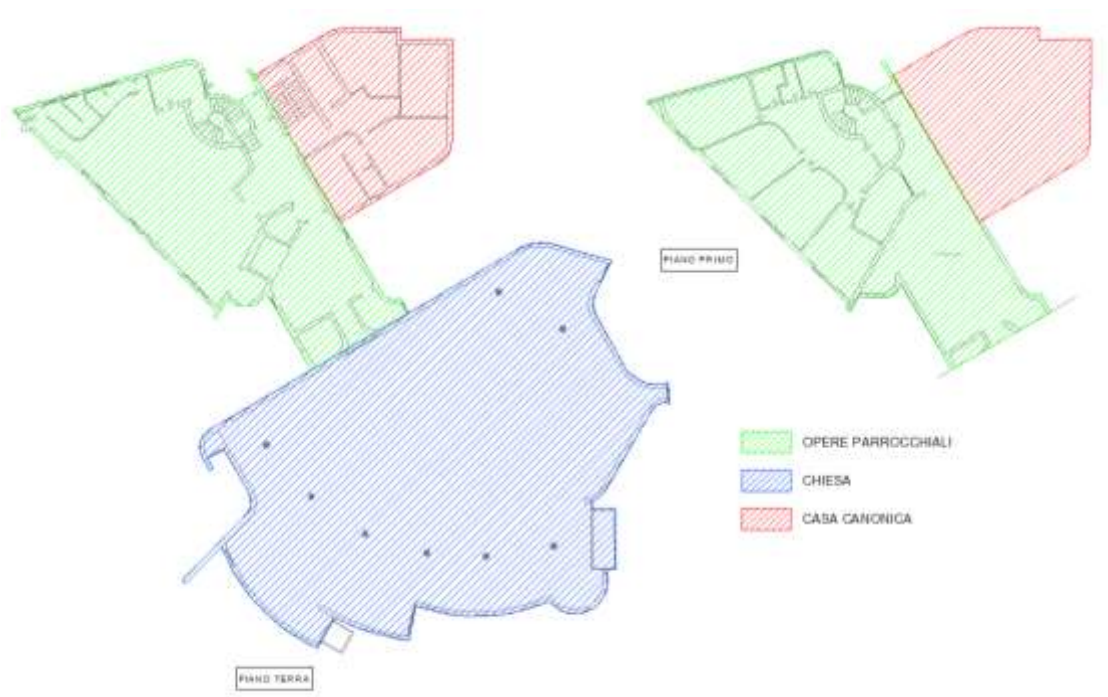 PIANO PRIMO
OPERE PARROCCHIALI
CHIESA
CASA CANONICA
PIANO TERRA